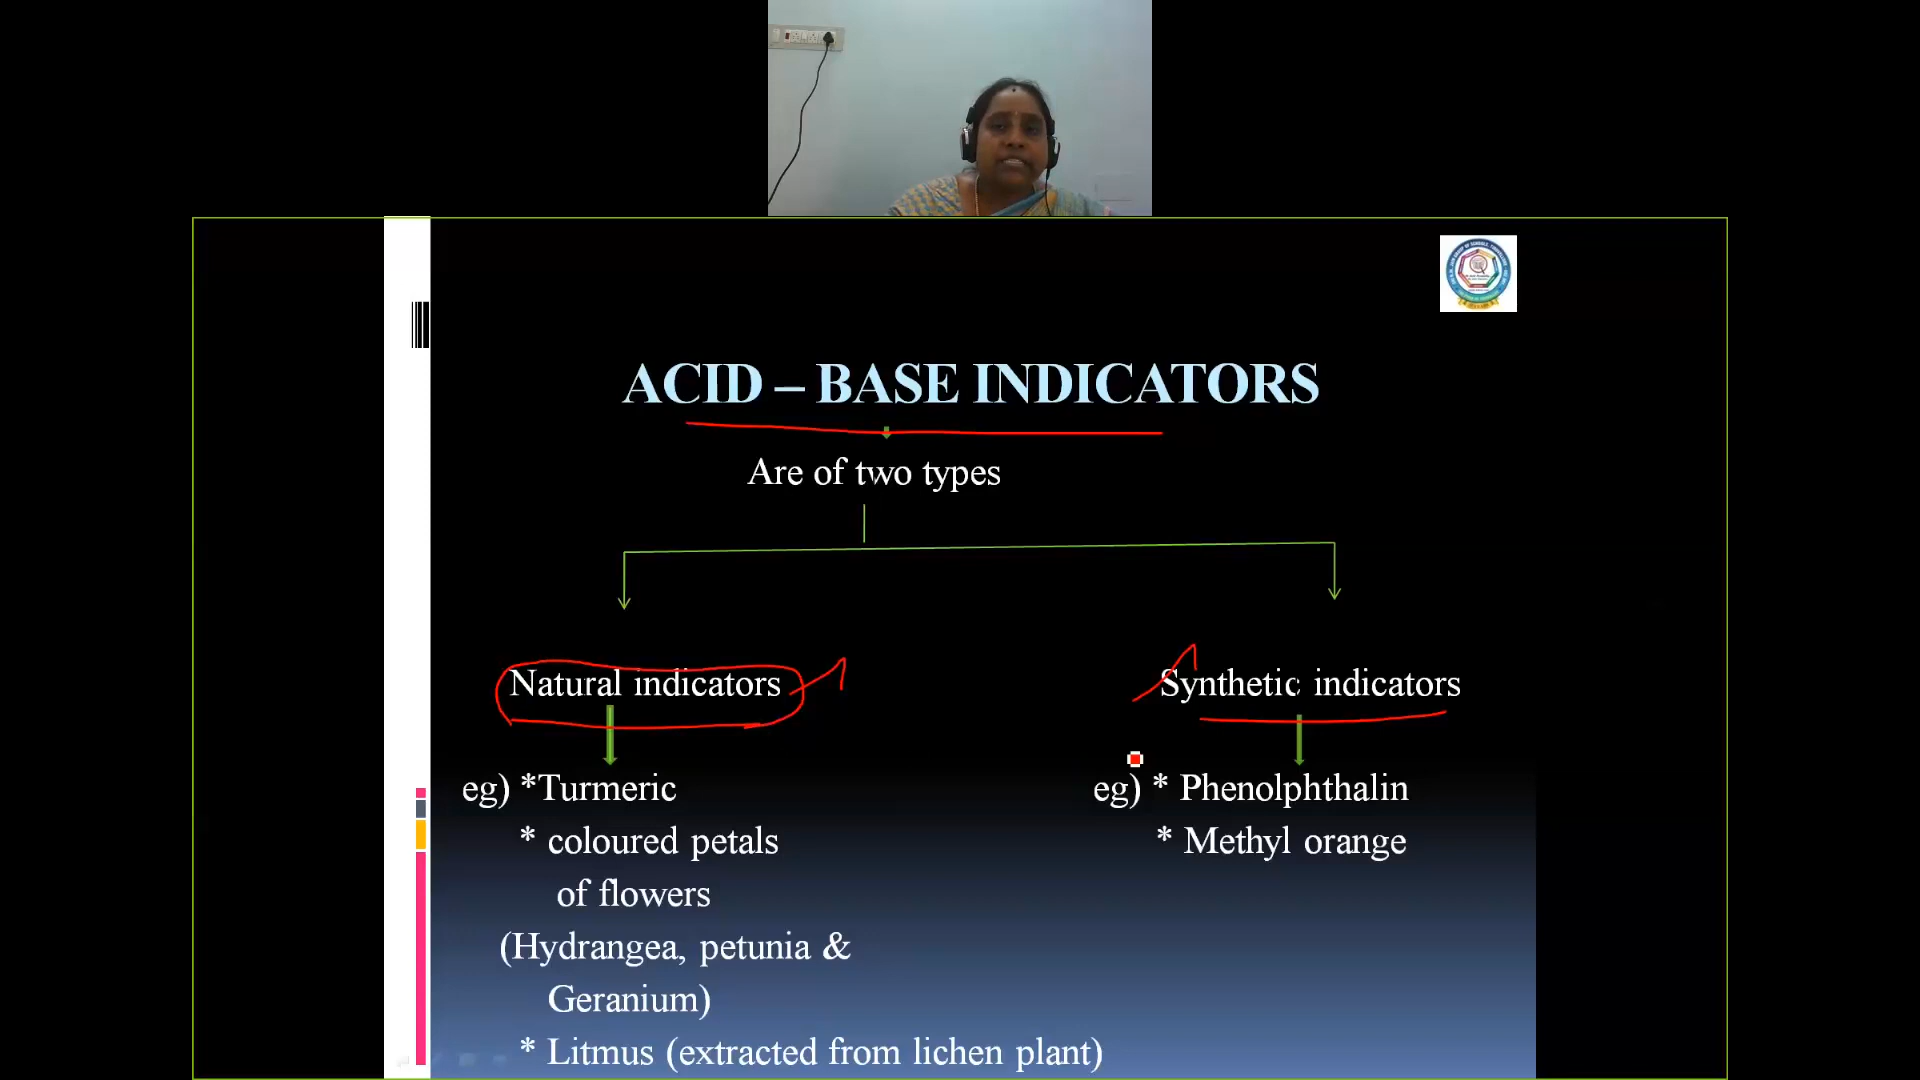 ACID – BASE INDICATORS
Are of two types
Natural indicators
Synthetic indicators
eg) *Turmeric
* coloured petals
of flowers
(Hydrangea, petunia &
Geranium)
* Litmus (extracted from lichen plant)
eg) * Phenolphthalin
* Methyl orange